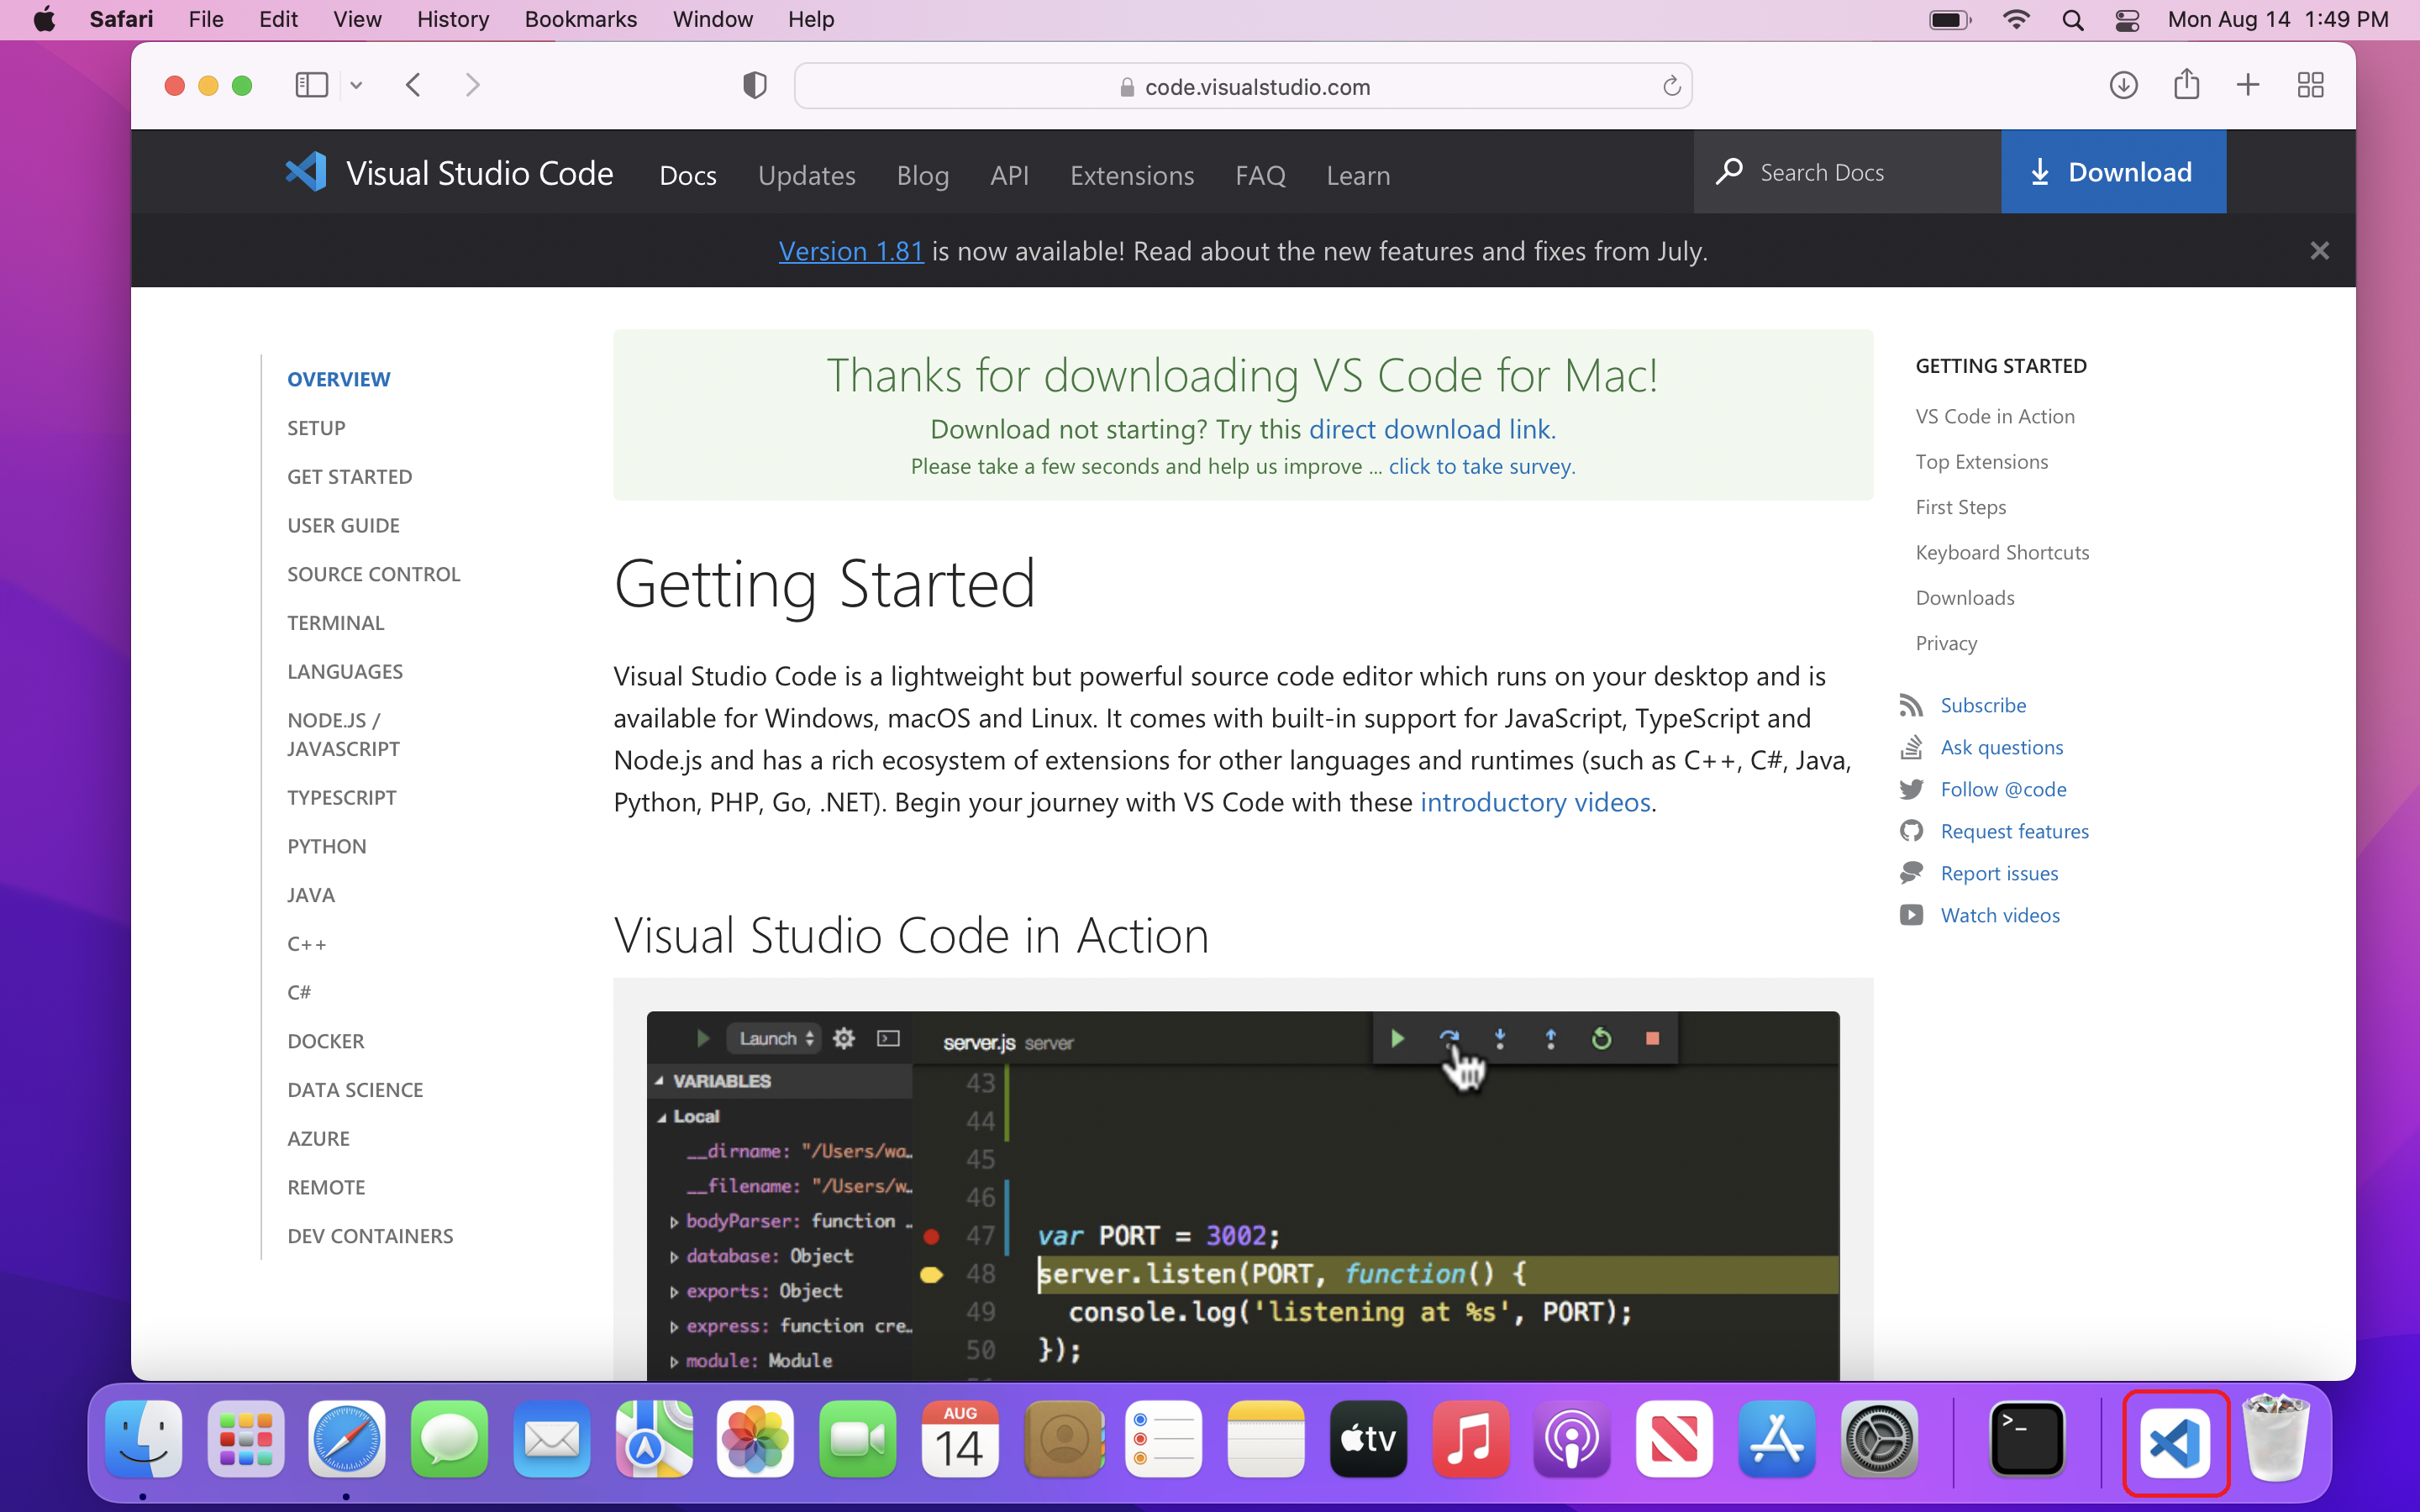 Safari File Edit View History Bookmarks Window Help
Mon Aug 14 1:49 PM
code.visualstudio.com
Visual Studio Code Docs Updates Blog API Extensions FAQ Learn
Search Docs
Download
Version 1.81 is now available! Read about the new features and fixes from July.
OVERVIEW
SETUP
GET STARTED
USER GUIDE
SOURCE CONTROL
TERMINAL
LANGUAGES
NODE.JS /
JAVASCRIPT
TYPESCRIPT
PYTHON
JAVA
C++
C#
DOCKER
DATA SCIENCE
AZURE
REMOTE
DEV CONTAINERS
Thanks for downloading VS Code for Mac!
Download not starting? Try this direct download link.
Please take a few seconds and help us improve ... click to take survey.
Getting Started
Visual Studio Code is a lightweight but powerful source code editor which runs on your desktop and is
available for Windows, macOS and Linux. It comes with built-in support for JavaScript, TypeScript and
Node.js and has a rich ecosystem of extensions for other languages and runtimes (such as C++, C#, Java,
Python, PHP, Go, .NET). Begin your journey with VS Code with these introductory videos.
Visual Studio Code in Action
Launch
server.js server
VARIABLES
Local
__dirname: "/Users/wa…
__filename: "/Users/w…
bodyParser: function …
database: Object
exports: Object
express: function cre…
module: Module
43
44
45
46
47 var PORT = 3002;
48 server.listen(PORT, function() {
49 console.log('listening at %s', PORT);
50 });
GETTING STARTED
VS Code in Action
Top Extensions
First Steps
Keyboard Shortcuts
Downloads
Privacy
Subscribe
Ask questions
Follow @code
Request features
Report issues
Watch videos
AUG
14
tv
>_